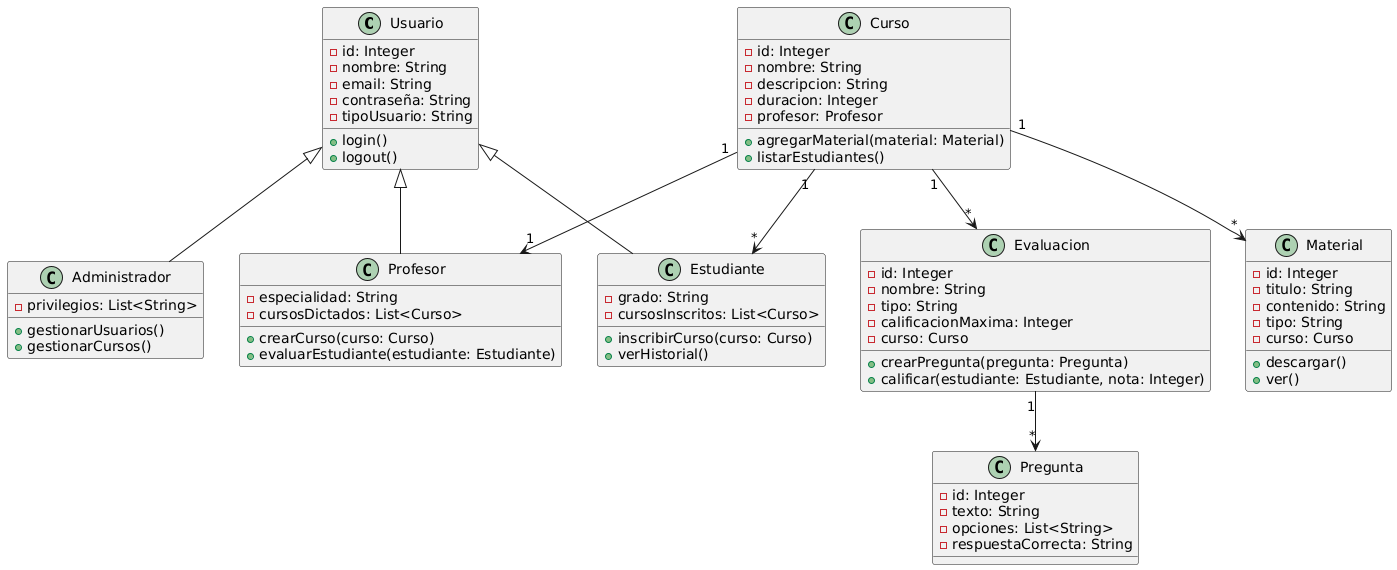 C Usuario
id: Integer
nombre: String
email: String
contraseña: String
tipoUsuario: String
login()
logout()
C Curso
id: Integer
nombre: String
descripcion: String
duracion: Integer
profesor: Profesor
agregarMaterial(material: Material)
listarEstudiantes()
1
1
1
1
1
*
*
*
C Administrador
privilegios: List<String>
gestionarUsuarios()
gestionarCursos()
C Profesor
especialidad: String
cursosDictados: List<Curso>
crearCurso(curso: Curso)
evaluarEstudiante(estudiante: Estudiante)
C Estudiante
grado: String
cursosInscritos: List<Curso>
inscribirCurso(curso: Curso)
verHistorial()
C Evaluacion
id: Integer
nombre: String
tipo: String
calificacionMaxima: Integer
curso: Curso
crearPregunta(pregunta: Pregunta)
calificar(estudiante: Estudiante, nota: Integer)
C Material
id: Integer
titulo: String
contenido: String
tipo: String
curso: Curso
descargar()
ver()
1
*
C Pregunta
id: Integer
texto: String
opciones: List<String>
respuestaCorrecta: String